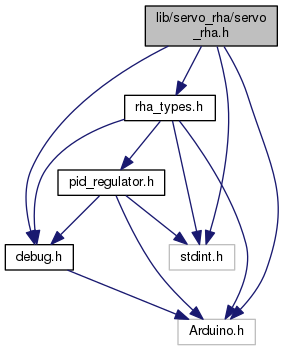 lib/servo_rha/servo
_rha.h
rha_types.h
pid_regulator.h
debug.h
stdint.h
Arduino.h